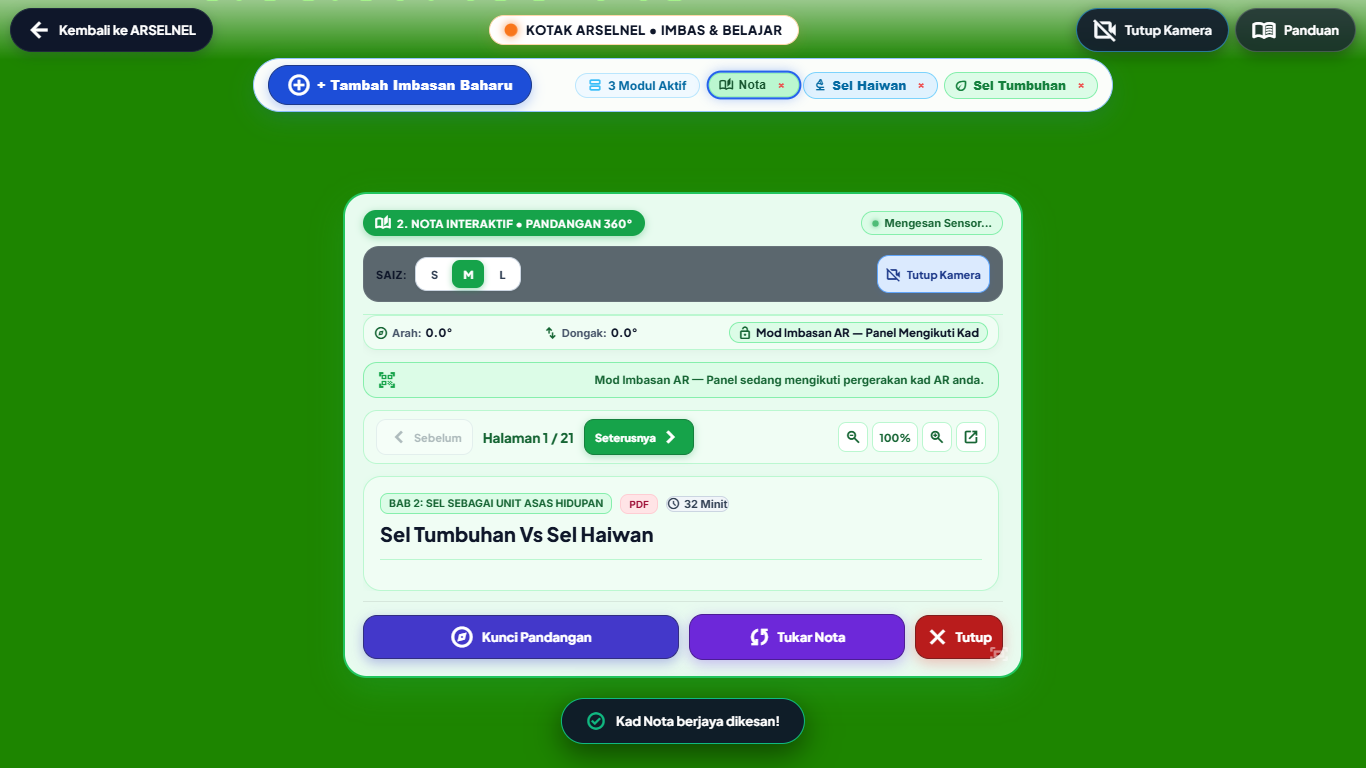 Kembali ke ARSELNEL
KOTAK ARSELNEL • IMBAS & BELAJAR
Tutup Kamera
Panduan
+ Tambah Imbasan Baharu
3 Modul Aktif
Nota ×
Sel Haiwan ×
Sel Tumbuhan ×
2. NOTA INTERAKTIF • PANDANGAN 360°
Mengesan Sensor...
SAIZ: S M L
Tutup Kamera
Arah: 0.0°
Dongak: 0.0°
Mod Imbasan AR — Panel Mengikuti Kad
Mod Imbasan AR — Panel sedang mengikuti pergerakan kad AR anda.
Sebelum
Halaman 1 / 21
Seterusnya
100%
BAB 2: SEL SEBAGAI UNIT ASAS HIDUPAN
PDF
32 Minit
Sel Tumbuhan Vs Sel Haiwan
Kunci Pandangan
Tukar Nota
Tutup
Kad Nota berjaya dikesan!